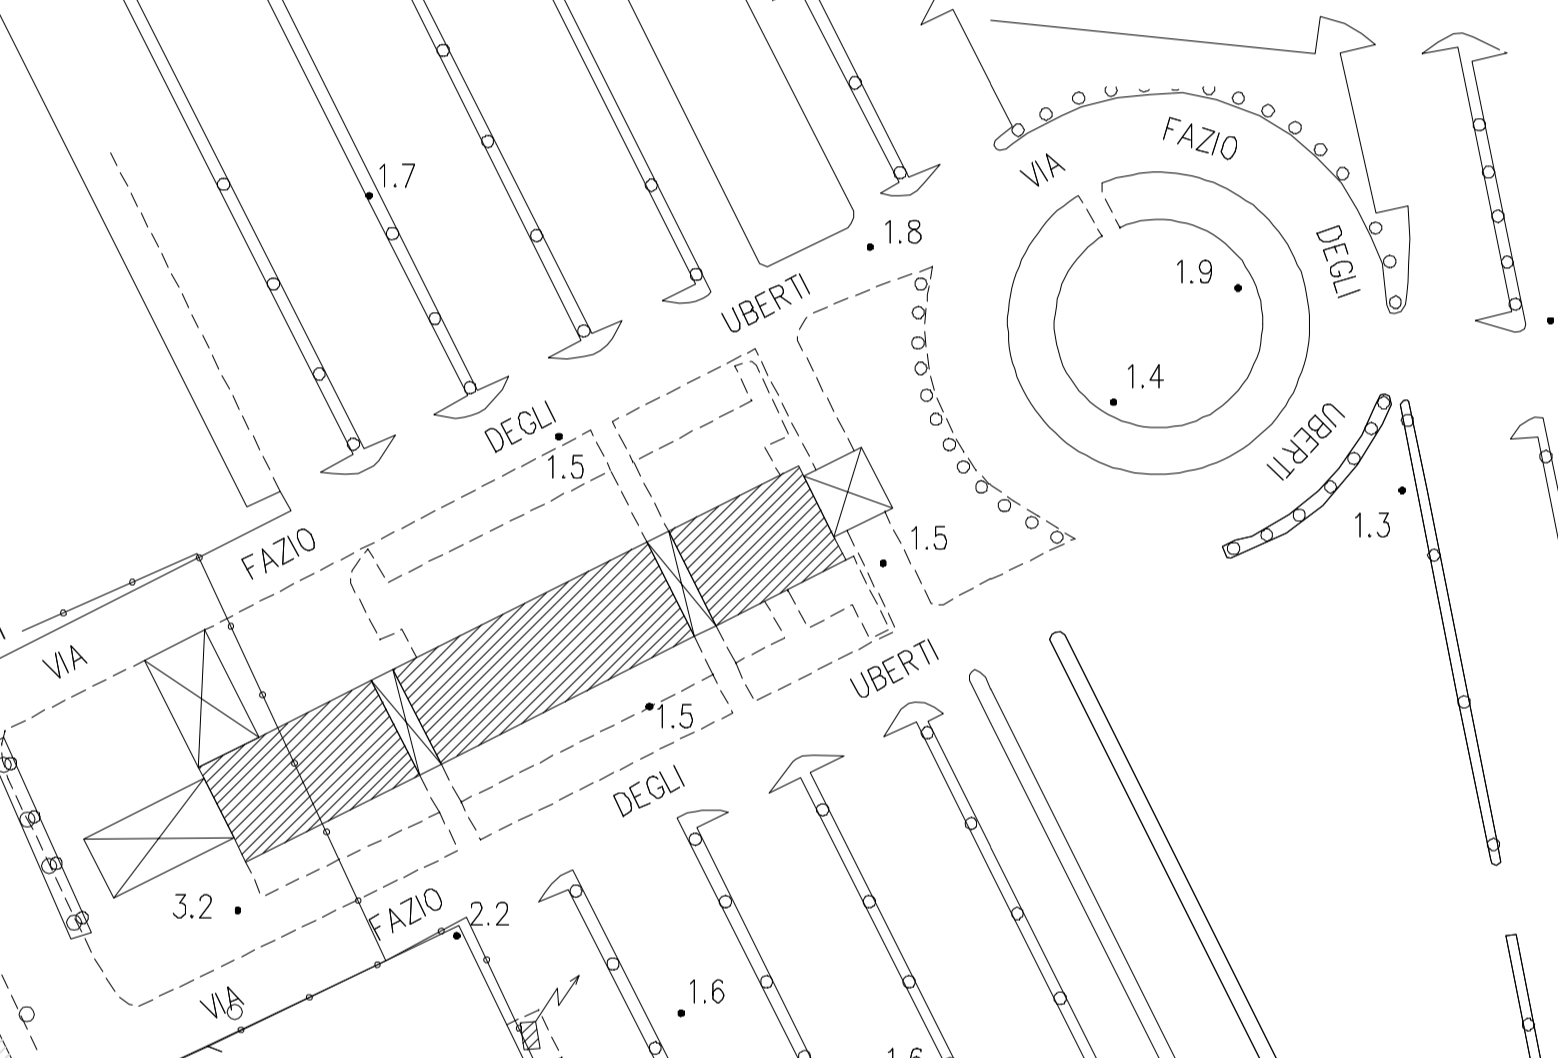 FAZIO
VIA
1.7
1.8
DEGLI
1.9
UBERTI
1.4
DEGLI
UBERTI
1.5
1.3
1.5
FAZIO
VIA
UBERTI
1.5
DEGLI
3.2
FAZIO
2.2
VIA
1.6